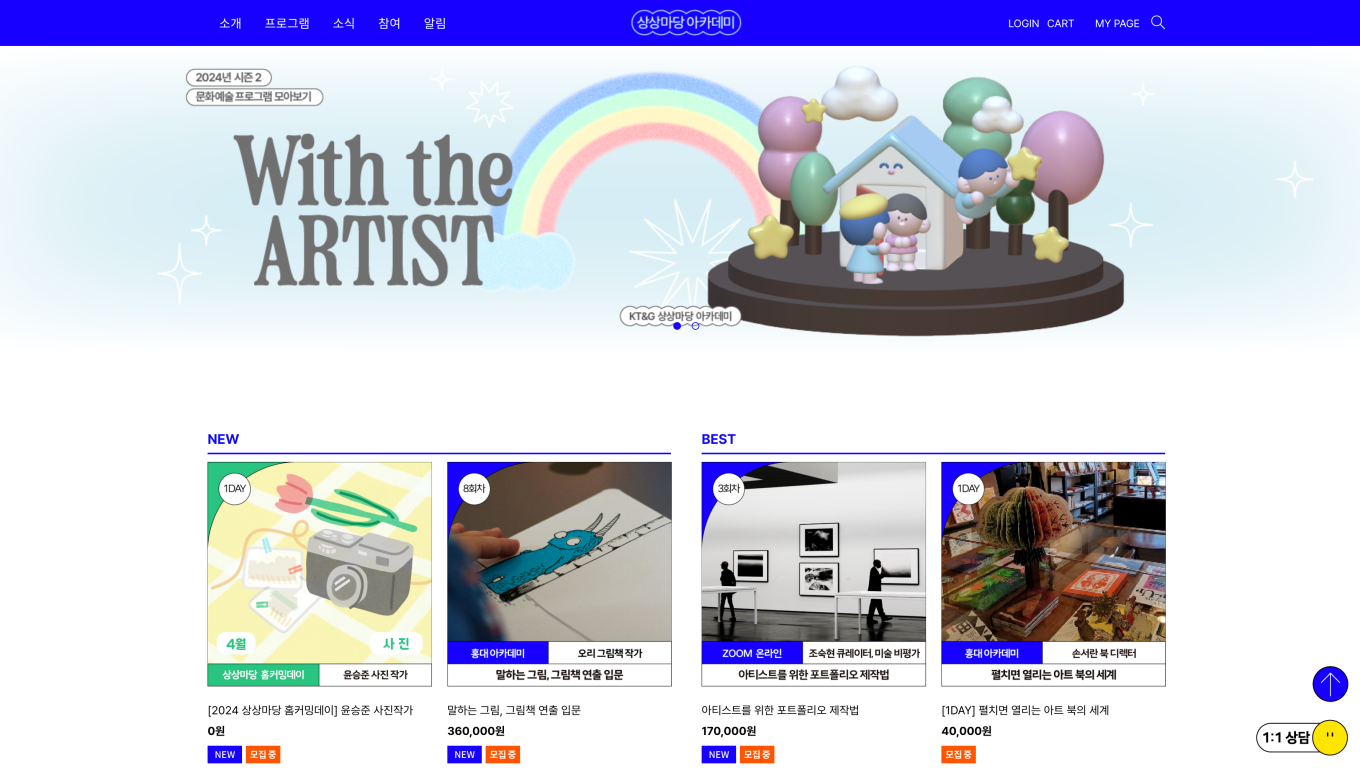 소개 프로그램 소식 참여 알림
상상마당 아카데미
LOGIN CART MY PAGE
2024년 시즌 2
문화예술 프로그램 모아보기
With the
ARTIST
KT&G 상상마당 아카데미
NEW
1DAY
4월 사진
상상마당 홈커밍데이 윤승준 사진 작가
[2024 상상마당 홈커밍데이] 윤승준 사진작가
0원
NEW 모집 중
8회차
홍대 아카데미 오리 그림책 작가
말하는 그림, 그림책 연출 입문
말하는 그림, 그림책 연출 입문
360,000원
NEW 모집 중
BEST
3회차
ZOOM 온라인 조숙현 큐레이터, 미술 비평가
아티스트를 위한 포트폴리오 제작법
아티스트를 위한 포트폴리오 제작법
170,000원
NEW 모집 중
1DAY
홍대 아카데미 손서란 북 디렉터
펼치면 열리는 아트 북의 세계
[1DAY] 펼치면 열리는 아트 북의 세계
40,000원
모집 중
1:1 상담